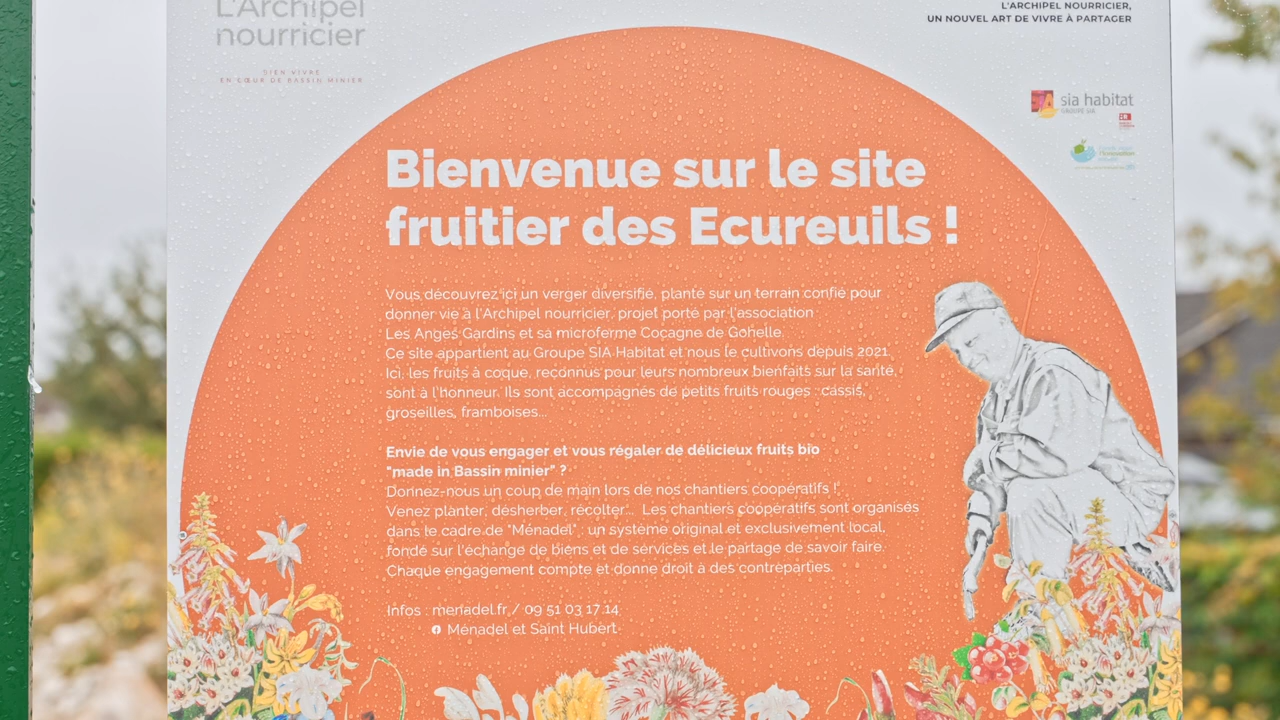 L'Archipel
nourricier
BIEN VIVRE
EN CŒUR DE BASSIN MINIER
L'ARCHIPEL NOURRICIER,
UN NOUVEL ART DE VIVRE À PARTAGER
sia habitat
GROUPE SIA
Bienvenue sur le site
fruitier des Ecureuils !
Vous découvrez ici un verger diversifié, planté sur un terrain confié pour
donner vie à l'Archipel nourricier, projet porté par l'association
Les Anges Gardins et sa microferme Cocagne de Gohelle.
Ce site appartient au Groupe SIA Habitat et nous le cultivons depuis 2021.
Ici, les fruits à coque, reconnus pour leurs nombreux bienfaits sur la santé,
sont à l'honneur. Ils sont accompagnés de petits fruits rouges : cassis,
groseilles, framboises...
Envie de vous engager et vous régaler de délicieux fruits bio
"made in Bassin minier" ?
Donnez-nous un coup de main lors de nos chantiers coopératifs !
Venez planter, désherber, récolter... Les chantiers coopératifs sont organisés
dans le cadre de "Ménadel" : un système original et exclusivement local,
fondé sur l'échange de biens et de services et le partage de savoir faire.
Chaque engagement compte et donne droit à des contreparties.
Infos : menadel.fr / 09 51 03 17 14
Ménadel et Saint Hubert